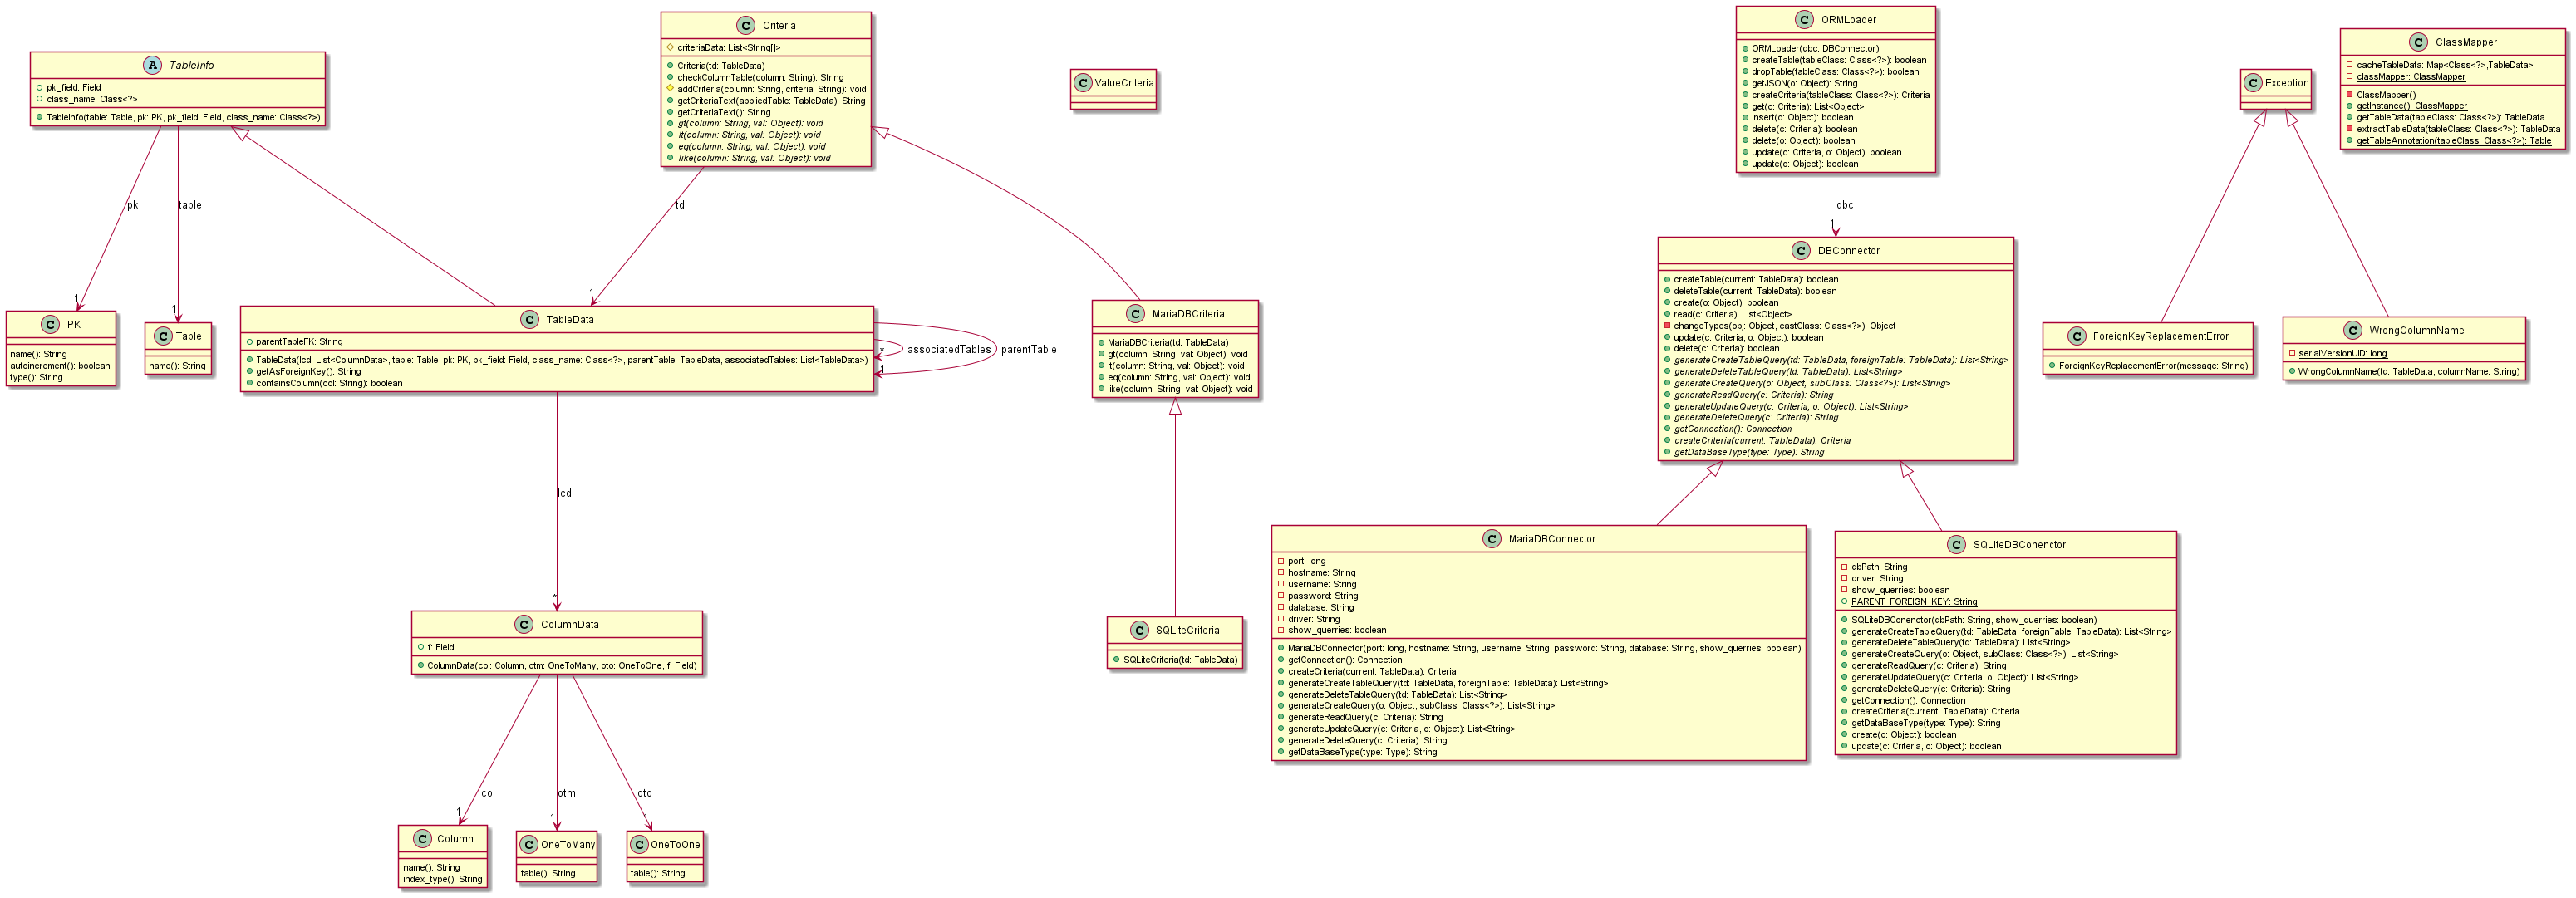 C TableInfo
pk_field: Field
class_name: Class<?>
TableInfo(table: Table, pk: PK, pk_field: Field, class_name: Class<?>)
C Criteria
criteriaData: List<String[]>
Criteria(td: TableData)
checkColumnTable(column: String): String
addCriteria(column: String, criteria: String): void
getCriteriaText(appliedTable: TableData): String
getCriteriaText(): String
gt(column: String, val: Object): void
lt(column: String, val: Object): void
eq(column: String, val: Object): void
like(column: String, val: Object): void
C ValueCriteria
C ORMLoader
ORMLoader(dbc: DBConnector)
createTable(tableClass: Class<?>): boolean
dropTable(tableClass: Class<?>): boolean
getJSON(o: Object): String
createCriteria(tableClass: Class<?>): Criteria
get(c: Criteria): List<Object>
insert(o: Object): boolean
delete(c: Criteria): boolean
delete(o: Object): boolean
update(c: Criteria, o: Object): boolean
update(o: Object): boolean
C Exception
C ClassMapper
cacheTableData: Map<Class<?>,TableData>
classMapper: ClassMapper
ClassMapper()
getInstance(): ClassMapper
getTableData(tableClass: Class<?>): TableData
extractTableData(tableClass: Class<?>): TableData
getTableAnnotation(tableClass: Class<?>): Table
pk
table
td
dbc
1
1
1
1
C PK
name(): String
autoincrement(): boolean
type(): String
C Table
name(): String
C TableData
parentTableFK: String
TableData(lcd: List<ColumnData>, table: Table, pk: PK, pk_field: Field, class_name: Class<?>, parentTable: TableData, associatedTables: List<TableData>)
getAsForeignKey(): String
containsColumn(col: String): boolean
*
associatedTables
1
parentTable
C MariaDBCriteria
MariaDBCriteria(td: TableData)
gt(column: String, val: Object): void
lt(column: String, val: Object): void
eq(column: String, val: Object): void
like(column: String, val: Object): void
C DBConnector
createTable(current: TableData): boolean
deleteTable(current: TableData): boolean
create(o: Object): boolean
read(c: Criteria): List<Object>
changeTypes(obj: Object, castClass: Class<?>): Object
update(c: Criteria, o: Object): boolean
delete(c: Criteria): boolean
generateCreateTableQuery(td: TableData, foreignTable: TableData): List<String>
generateDeleteTableQuery(td: TableData): List<String>
generateCreateQuery(o: Object, subClass: Class<?>): List<String>
generateReadQuery(c: Criteria): String
generateUpdateQuery(c: Criteria, o: Object): List<String>
generateDeleteQuery(c: Criteria): String
getConnection(): Connection
createCriteria(current: TableData): Criteria
getDataBaseType(type: Type): String
C ForeignKeyReplacementError
ForeignKeyReplacementError(message: String)
C WrongColumnName
serialVersionUID: long
WrongColumnName(td: TableData, columnName: String)
lcd
*
C ColumnData
f: Field
ColumnData(col: Column, otm: OneToMany, oto: OneToOne, f: Field)
C SQLiteCriteria
SQLiteCriteria(td: TableData)
C MariaDBConnector
port: long
hostname: String
username: String
password: String
database: String
driver: String
show_querries: boolean
MariaDBConnector(port: long, hostname: String, username: String, password: String, database: String, show_querries: boolean)
getConnection(): Connection
createCriteria(current: TableData): Criteria
generateCreateTableQuery(td: TableData, foreignTable: TableData): List<String>
generateDeleteTableQuery(td: TableData): List<String>
generateCreateQuery(o: Object, subClass: Class<?>): List<String>
generateReadQuery(c: Criteria): String
generateUpdateQuery(c: Criteria, o: Object): List<String>
generateDeleteQuery(c: Criteria): String
getDataBaseType(type: Type): String
C SQLiteDBConenctor
dbPath: String
driver: String
show_querries: boolean
PARENT_FOREIGN_KEY: String
SQLiteDBConenctor(dbPath: String, show_querries: boolean)
generateCreateTableQuery(td: TableData, foreignTable: TableData): List<String>
generateDeleteTableQuery(td: TableData): List<String>
generateCreateQuery(o: Object, subClass: Class<?>): List<String>
generateReadQuery(c: Criteria): String
generateUpdateQuery(c: Criteria, o: Object): List<String>
generateDeleteQuery(c: Criteria): String
getConnection(): Connection
createCriteria(current: TableData): Criteria
getDataBaseType(type: Type): String
create(o: Object): boolean
update(c: Criteria, o: Object): boolean
col
otm
oto
1
1
1
C Column
name(): String
index_type(): String
C OneToMany
table(): String
C OneToOne
table(): String